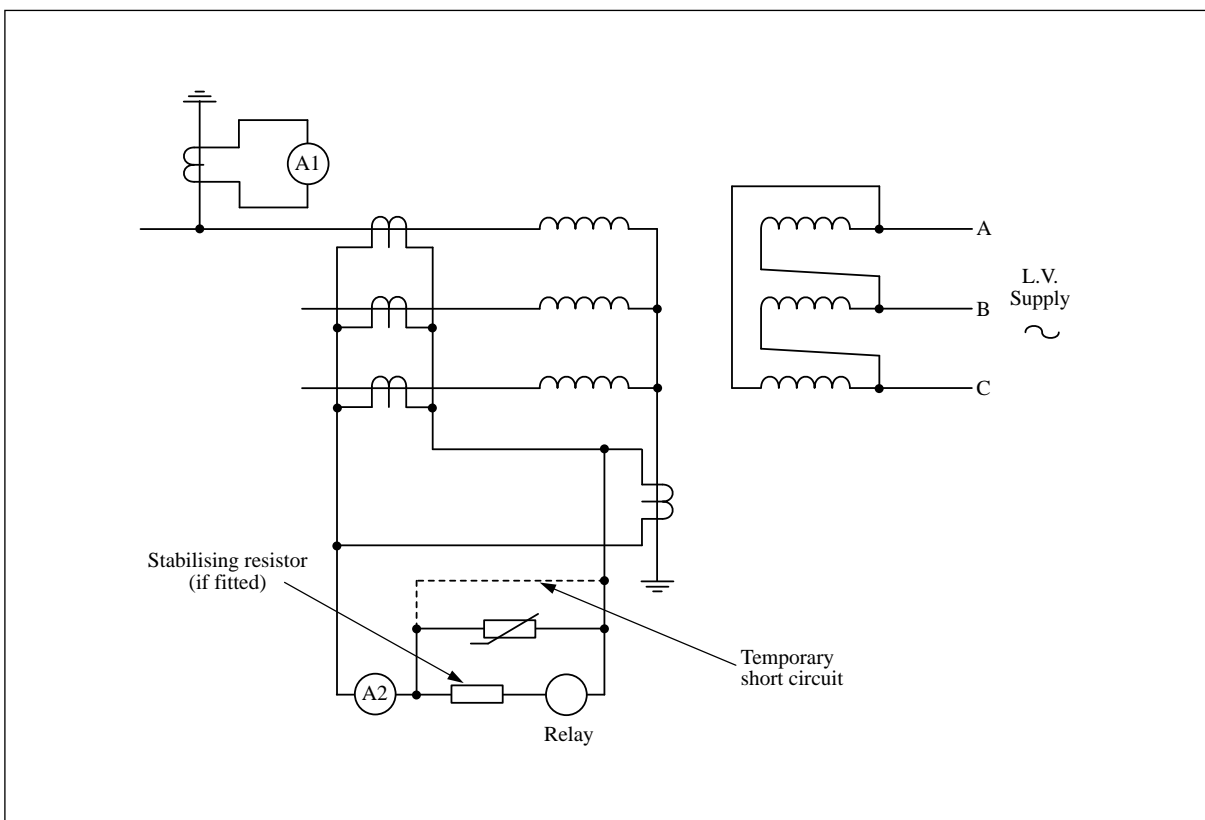 A1
A
L.V.
Supply
B
C
Stabilising resistor
(if fitted)
Temporary
short circuit
A2
Relay